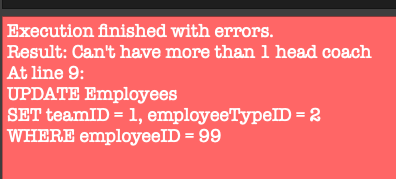 Execution finished with errors.
Result: Can't have more than 1 head coach
At line 9:
UPDATE Employees
SET teamID = 1, employeeTypeID = 2
WHERE employeeID = 99